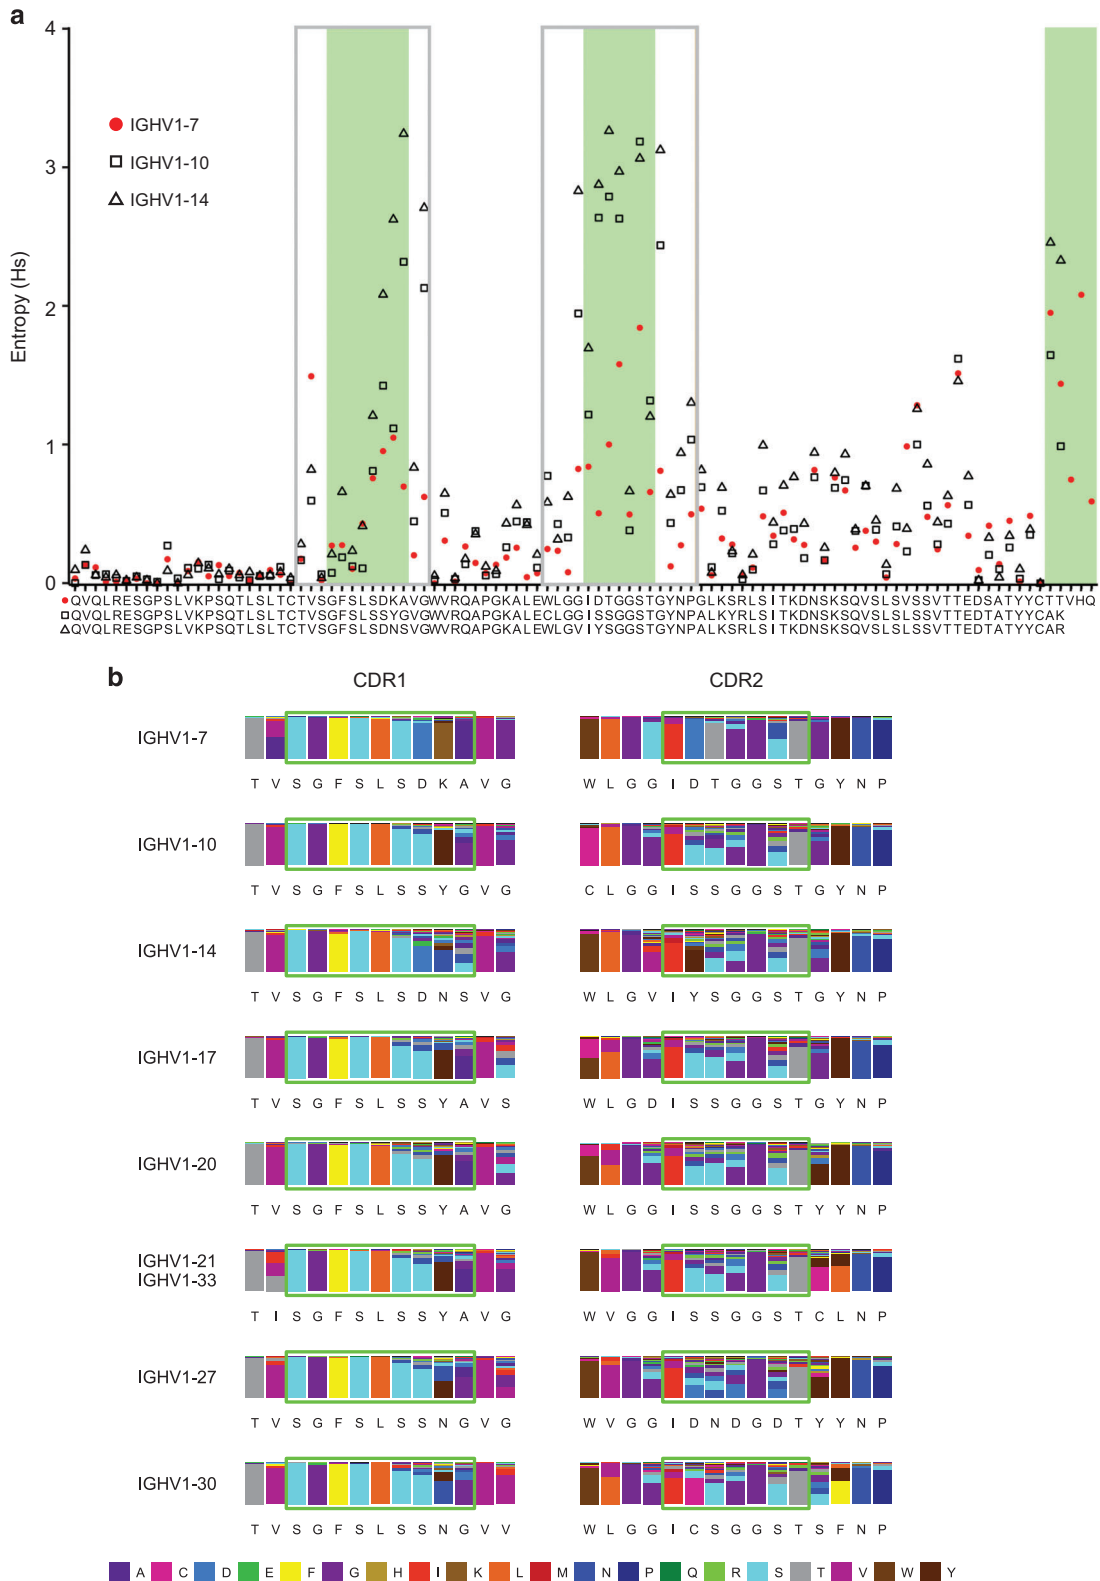 a
4
3
2
1
0
Entropy (Hs)
IGHV1-7
IGHV1-10
IGHV1-14
QVQLRESGPSLVKPSQTLSLTCTVSGFSLSDKAVGWVRQAPGKALEWLGGIDTGGSTGYNPGLKSRLSITKDNSKSQVSLSVSSVTTEDSATYYCTTVHQ
QVQLRESGPSLVKPSQTLSLTCTVSGFSLSSYGVGWVRQAPGKALECLGGISSGGSTGYNPALKSRLSITKDNSKSQVSLSLSSVTTEDTATYYCAK
QVQLRESGPSLVKPSQTLSLTCTVSGFSLSDNSVGWVRQAPGKALEWLGVIYSGGSTGYNPALKSRLSITKDNSKSQVSLSLSSVTTEDTATYYCAR
b
CDR1 CDR2
IGHV1-7
T V S G F S L S D K A V G W L G G I D T G G S T G Y N P
IGHV1-10
T V S G F S L S S Y G V G C L G G I S S G G S T G Y N P
IGHV1-14
T V S G F S L S D N S V G W L G V I Y S G G S T G Y N P
IGHV1-17
T V S G F S L S S Y A V S W L G D I S S G G S T G Y N P
IGHV1-20
T V S G F S L S S Y A V G W L G G I S S G G S T Y Y N P
IGHV1-21
IGHV1-33
T I S G F S L S S Y A V G W V G G I S S G G S T C L N P
IGHV1-27
T V S G F S L S S N G V G W V G G I D N D G D T Y Y N P
IGHV1-30
T V S G F S L S S N G V V W L G G I C S G G S T S F N P
A C D E F G H I K L M N P Q R S T V W Y